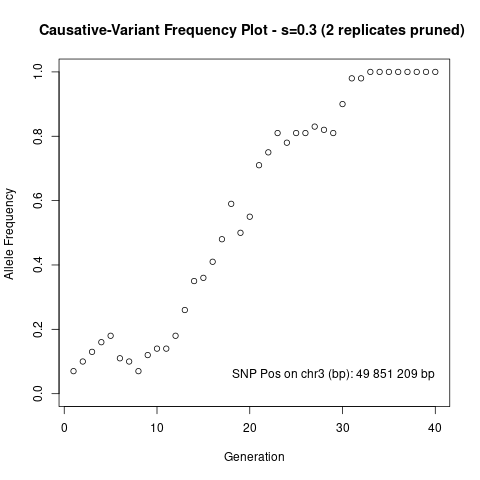 Causative-Variant Frequency Plot - s=0.3 (2 replicates pruned)
1.0
0.8
0.6
0.4
0.2
0.0
Allele Frequency
SNP Pos on chr3 (bp): 49 851 209 bp
0 10 20 30 40
Generation